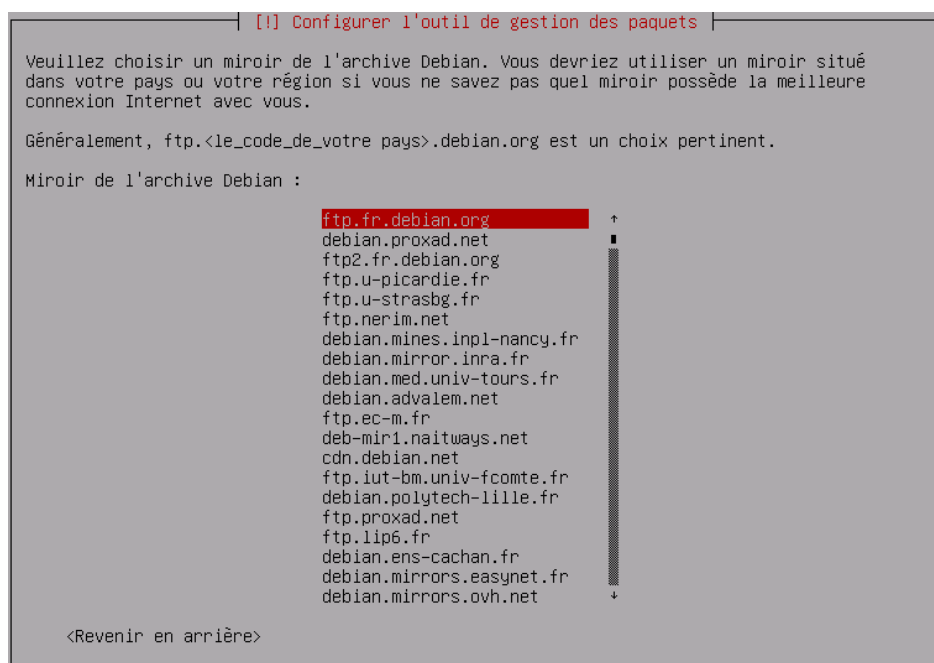 [!] Configurer l'outil de gestion des paquets
Veuillez choisir un miroir de l'archive Debian. Vous devriez utiliser un miroir situé
dans votre pays ou votre région si vous ne savez pas quel miroir possède la meilleure
connexion Internet avec vous.
Généralement, ftp.<le_code_de_votre pays>.debian.org est un choix pertinent.
Miroir de l'archive Debian :
ftp.fr.debian.org
debian.proxad.net
ftp2.fr.debian.org
ftp.u-picardie.fr
ftp.u-strasbg.fr
ftp.nerim.net
debian.mines.inpl-nancy.fr
debian.mirror.inra.fr
debian.med.univ-tours.fr
debian.advalem.net
ftp.ec-m.fr
deb-mir1.naitways.net
cdn.debian.net
ftp.iut-bm.univ-fcomte.fr
debian.polytech-lille.fr
ftp.proxad.net
ftp.lip6.fr
debian.ens-cachan.fr
debian.mirrors.easynet.fr
debian.mirrors.ovh.net
<Revenir en arrière>